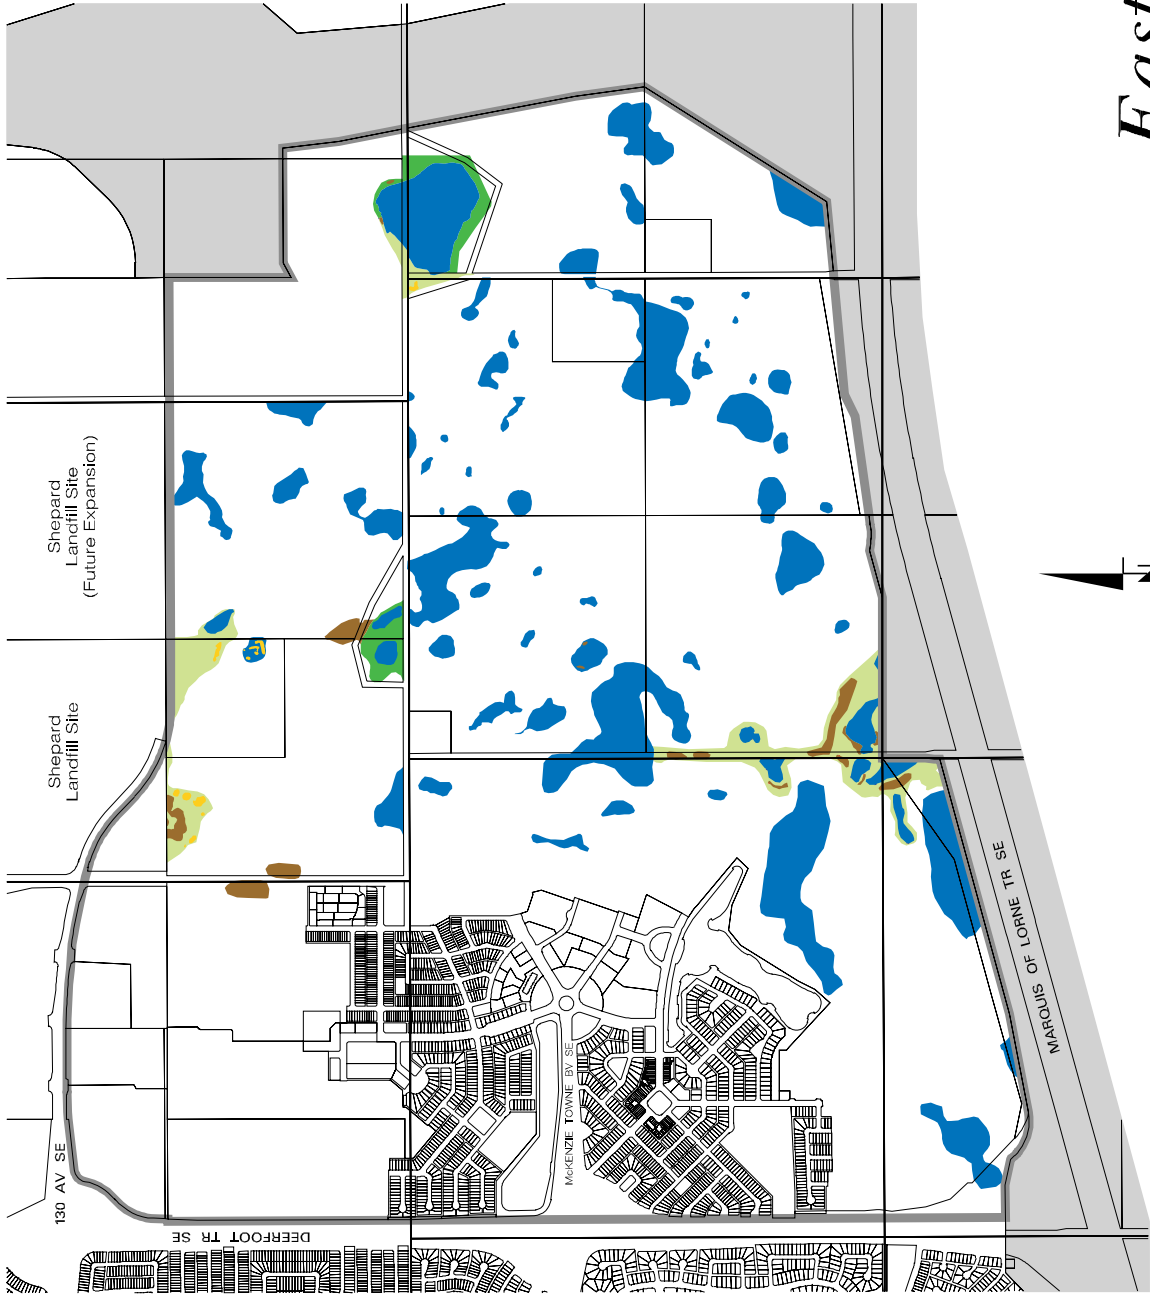 East
Shepard
Landfill Site
(Future Expansion)
Shepard
Landfill Site
130 AV SE
DEERFOOT TR SE
McKENZIE TOWNE BV SE
MARQUIS OF LORNE TR SE